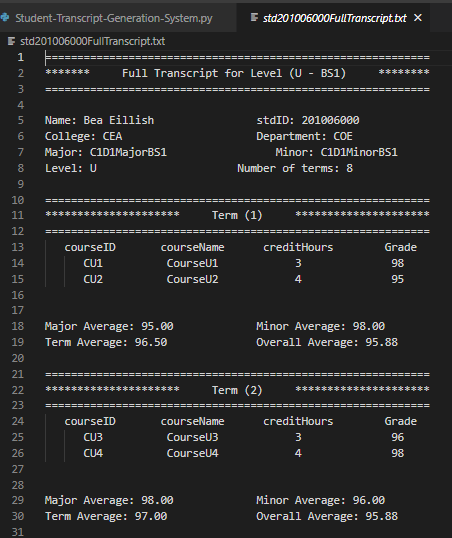 Student-Transcript-Generation-System.py std201006000FullTranscript.txt ×
std201006000FullTranscript.txt
1 ============================================================
2 ******* Full Transcript for Level (U - BS1) ********
3 ============================================================
4
5 Name: Bea Eillish stdID: 201006000
6 College: CEA Department: COE
7 Major: C1D1MajorBS1 Minor: C1D1MinorBS1
8 Level: U Number of terms: 8
9
10 ============================================================
11 ********************* Term (1) *********************
12 ============================================================
13 courseID courseName creditHours Grade
14 CU1 CourseU1 3 98
15 CU2 CourseU2 4 95
16
17
18 Major Average: 95.00 Minor Average: 98.00
19 Term Average: 96.50 Overall Average: 95.88
20
21 ============================================================
22 ********************* Term (2) *********************
23 ============================================================
24 courseID courseName creditHours Grade
25 CU3 CourseU3 3 96
26 CU4 CourseU4 4 98
27
28
29 Major Average: 98.00 Minor Average: 96.00
30 Term Average: 97.00 Overall Average: 95.88
31